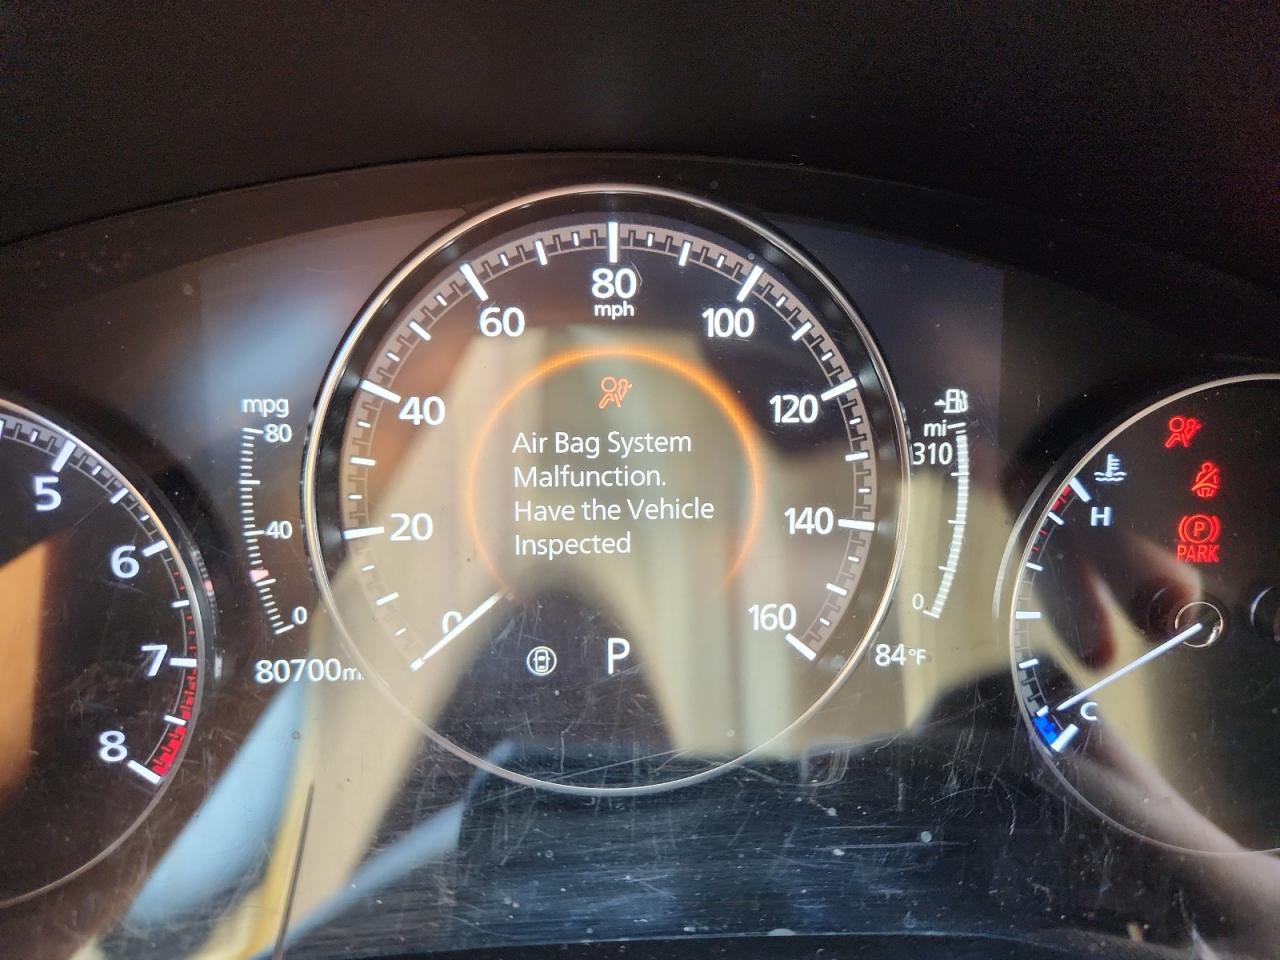 80
mph
60
100
40
120
20
140
0
160
Air Bag System
Malfunction.
Have the Vehicle
Inspected
P
mpg
80
40
0
80700mi
mi
310
0
84°F
5
6
7
8
H
C
P
PARK